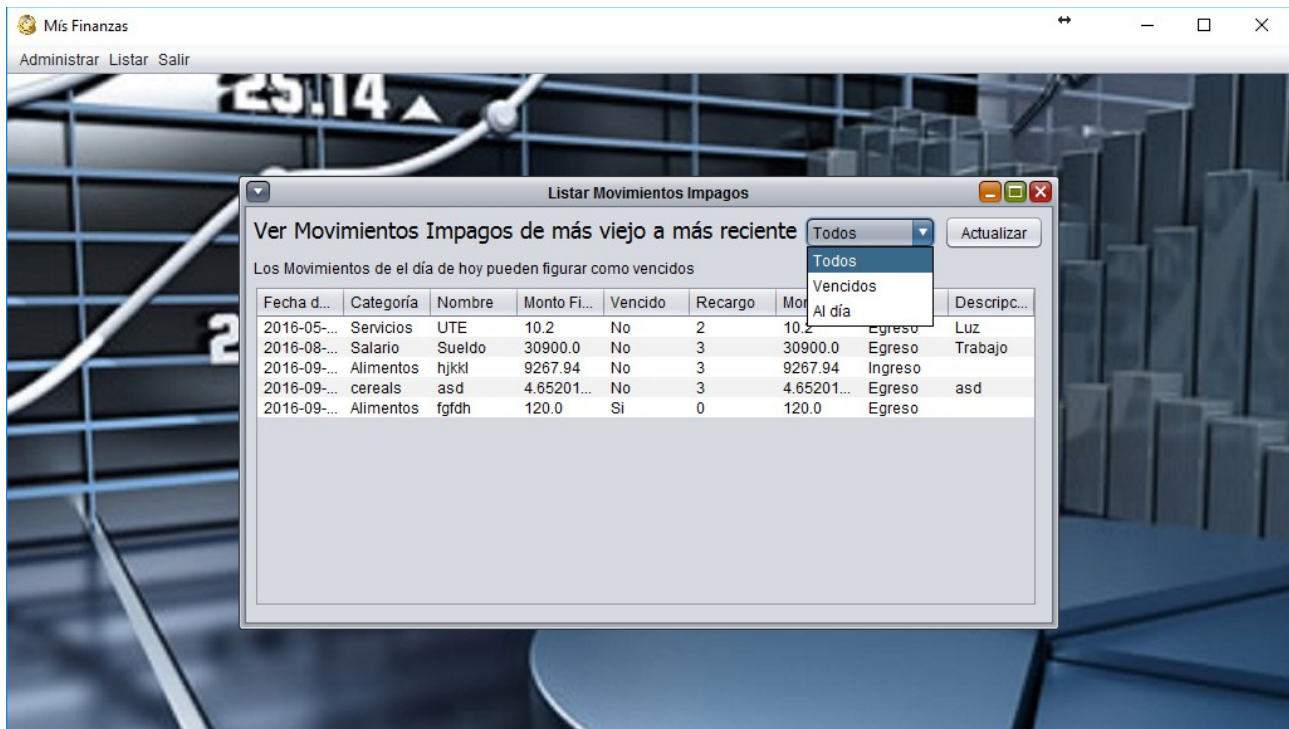 Mís Finanzas
Administrar Listar Salir
25.14
2
Listar Movimientos Impagos
Ver Movimientos Impagos de más viejo a más reciente Todos Actualizar
Todos
Los Movimientos de el día de hoy pueden figurar como vencidos
Vencidos
Al día
Fecha d... Categoría Nombre Monto Fi... Vencido Recargo Mon Descripc...
2016-05-... Servicios UTE 10.2 No 2 10.2 Egreso Luz
2016-08-... Salario Sueldo 30900.0 No 3 30900.0 Egreso Trabajo
2016-09-... Alimentos hjkkl 9267.94 No 3 9267.94 Ingreso
2016-09-... cereals asd 4.65201... No 3 4.65201... Egreso asd
2016-09-... Alimentos fgfdh 120.0 Si 0 120.0 Egreso